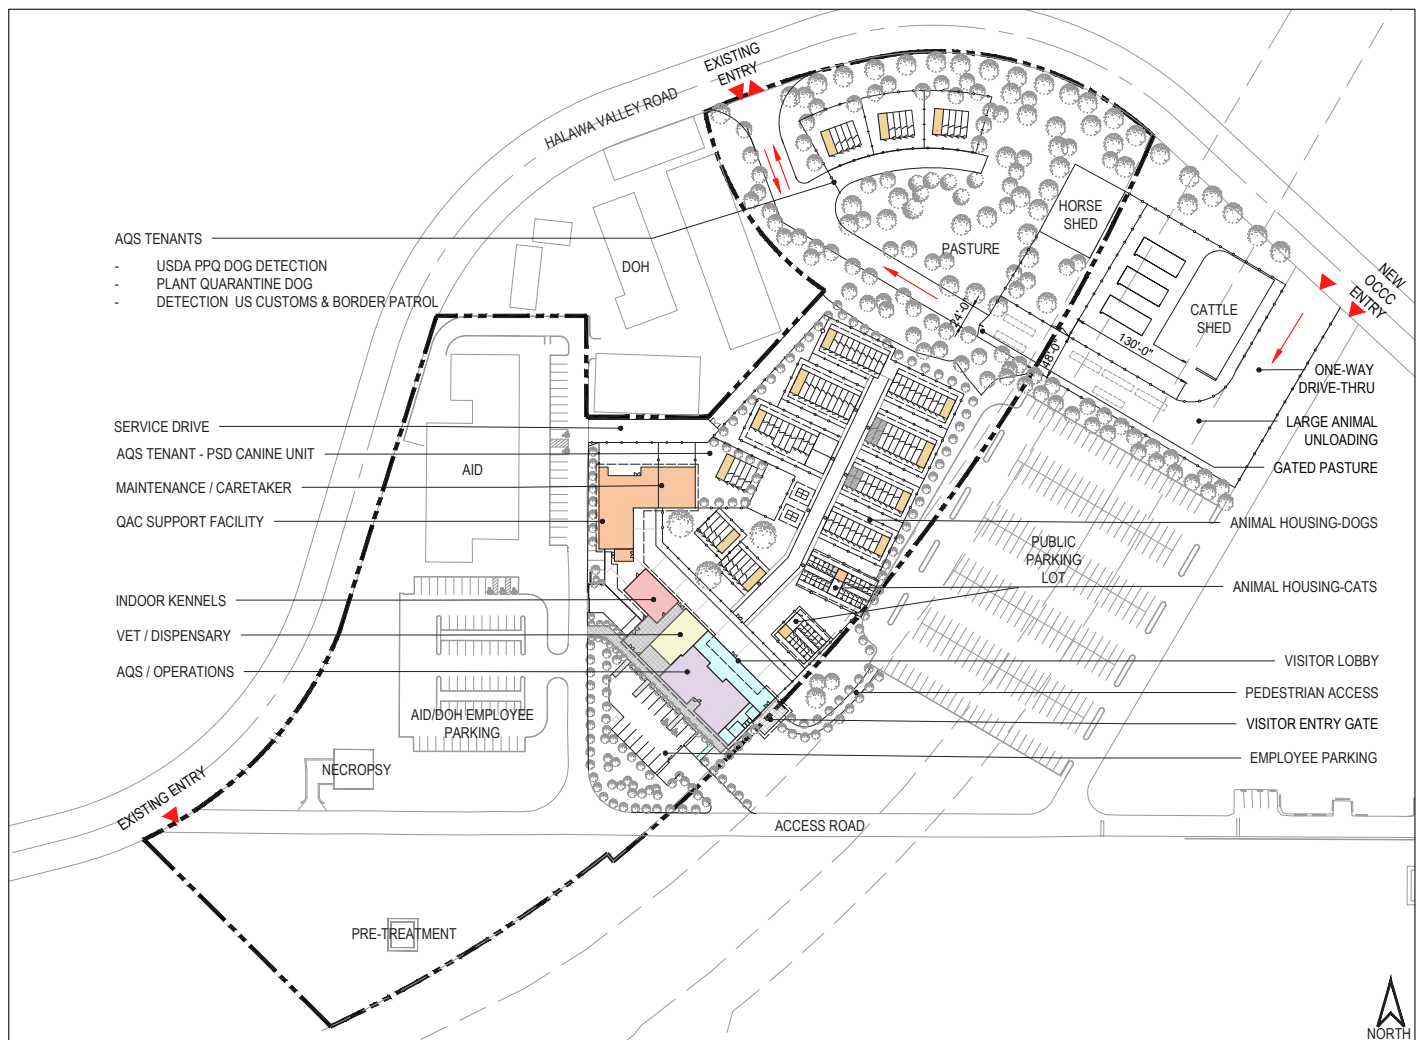 EXISTING
ENTRY
HALAWA VALLEY ROAD
AQS TENANTS
- USDA PPQ DOG DETECTION
- PLANT QUARANTINE DOG
- DETECTION US CUSTOMS & BORDER PATROL
DOH
HORSE
SHED
PASTURE
NEW
OCCC
ENTRY
CATTLE
SHED
24'-0"
48'-0"
130'-0"
ONE-WAY
DRIVE-THRU
LARGE ANIMAL
UNLOADING
GATED PASTURE
SERVICE DRIVE
AQS TENANT - PSD CANINE UNIT
AID
MAINTENANCE / CARETAKER
QAC SUPPORT FACILITY
ANIMAL HOUSING-DOGS
PUBLIC
PARKING
LOT
ANIMAL HOUSING-CATS
INDOOR KENNELS
VET / DISPENSARY
AQS / OPERATIONS
VISITOR LOBBY
PEDESTRIAN ACCESS
VISITOR ENTRY GATE
EMPLOYEE PARKING
AID/DOH EMPLOYEE
PARKING
NECROPSY
EXISTING ENTRY
ACCESS ROAD
PRE-TREATMENT
NORTH